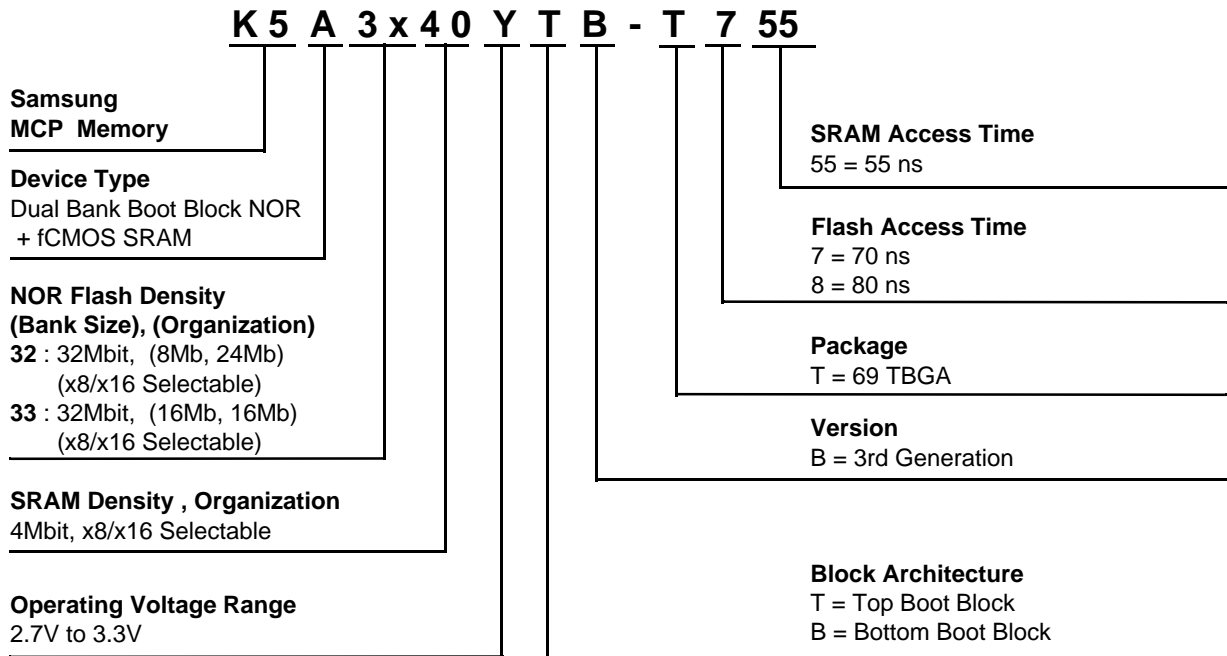 K5 A 3x 40 Y T B - T 7 55
Samsung
MCP Memory
Device Type
Dual Bank Boot Block NOR
+ fCMOS SRAM
NOR Flash Density
(Bank Size), (Organization)
32 : 32Mbit, (8Mb, 24Mb)
(x8/x16 Selectable)
33 : 32Mbit, (16Mb, 16Mb)
(x8/x16 Selectable)
SRAM Density , Organization
4Mbit, x8/x16 Selectable
Operating Voltage Range
2.7V to 3.3V
SRAM Access Time
55 = 55 ns
Flash Access Time
7 = 70 ns
8 = 80 ns
Package
T = 69 TBGA
Version
B = 3rd Generation
Block Architecture
T = Top Boot Block
B = Bottom Boot Block